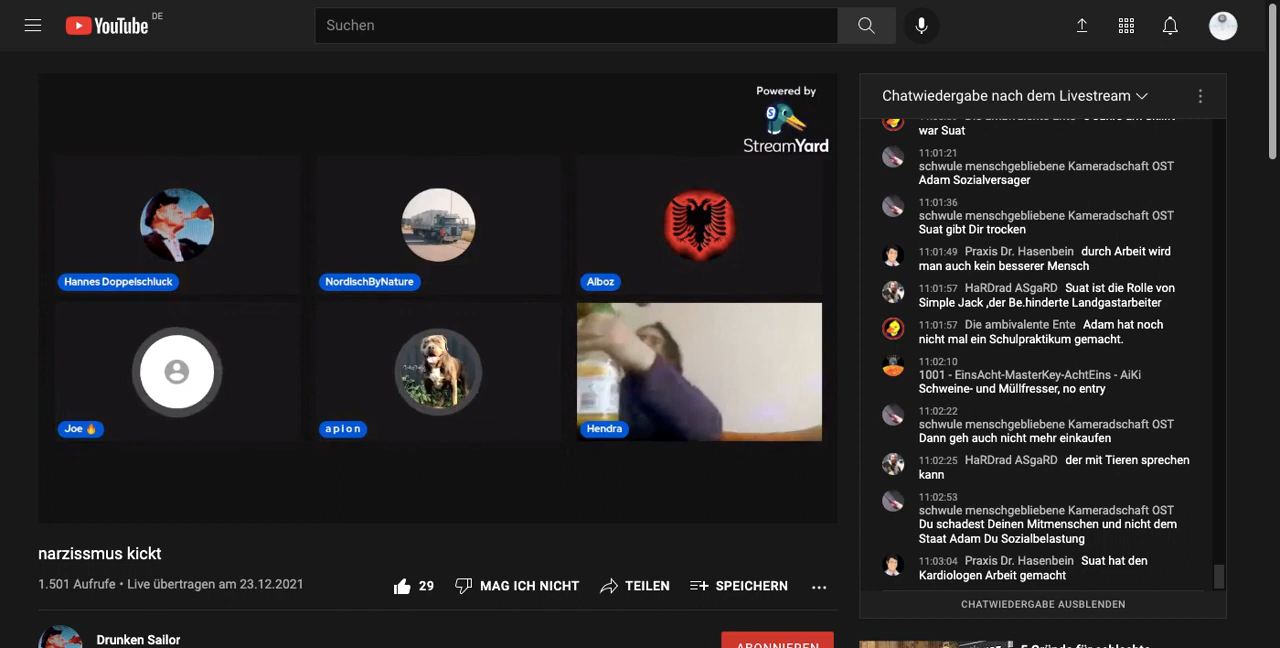 YouTube DE
Suchen
Powered by
StreamYard
Hannes Doppelschluck
NordischByNature
Alboz
Joe 🔥
a p l o n
Hendra
narzissmus kickt
1.501 Aufrufe • Live übertragen am 23.12.2021
29 MAG ICH NICHT TEILEN SPEICHERN
Drunken Sailor
ABONNIEREN
Chatwiedergabe nach dem Livestream
Die ambivalente Ente
war Suat
11:01:21
schwule menschgebliebene Kameradschaft OST
Adam Sozialversager
11:01:36
schwule menschgebliebene Kameradschaft OST
Suat gibt Dir trocken
11:01:49 Praxis Dr. Hasenbein durch Arbeit wird
man auch kein besserer Mensch
11:01:57 HaRDrad ASgaRD Suat ist die Rolle von
Simple Jack ,der Be.hinderte Landgastarbeiter
11:01:57 Die ambivalente Ente Adam hat noch
nicht mal ein Schulpraktikum gemacht.
11:02:10
1001 - EinsAcht-MasterKey-AchtEins - AiKi
Schweine- und Müllfresser, no entry
11:02:22
schwule menschgebliebene Kameradschaft OST
Dann geh auch nicht mehr einkaufen
11:02:25 HaRDrad ASgaRD der mit Tieren sprechen
kann
11:02:53
schwule menschgebliebene Kameradschaft OST
Du schadest Deinen Mitmenschen und nicht dem
Staat Adam Du Sozialbelastung
11:03:04 Praxis Dr. Hasenbein Suat hat den
Kardiologen Arbeit gemacht
CHATWIEDERGABE AUSBLENDEN
5 Gründe für schlechte